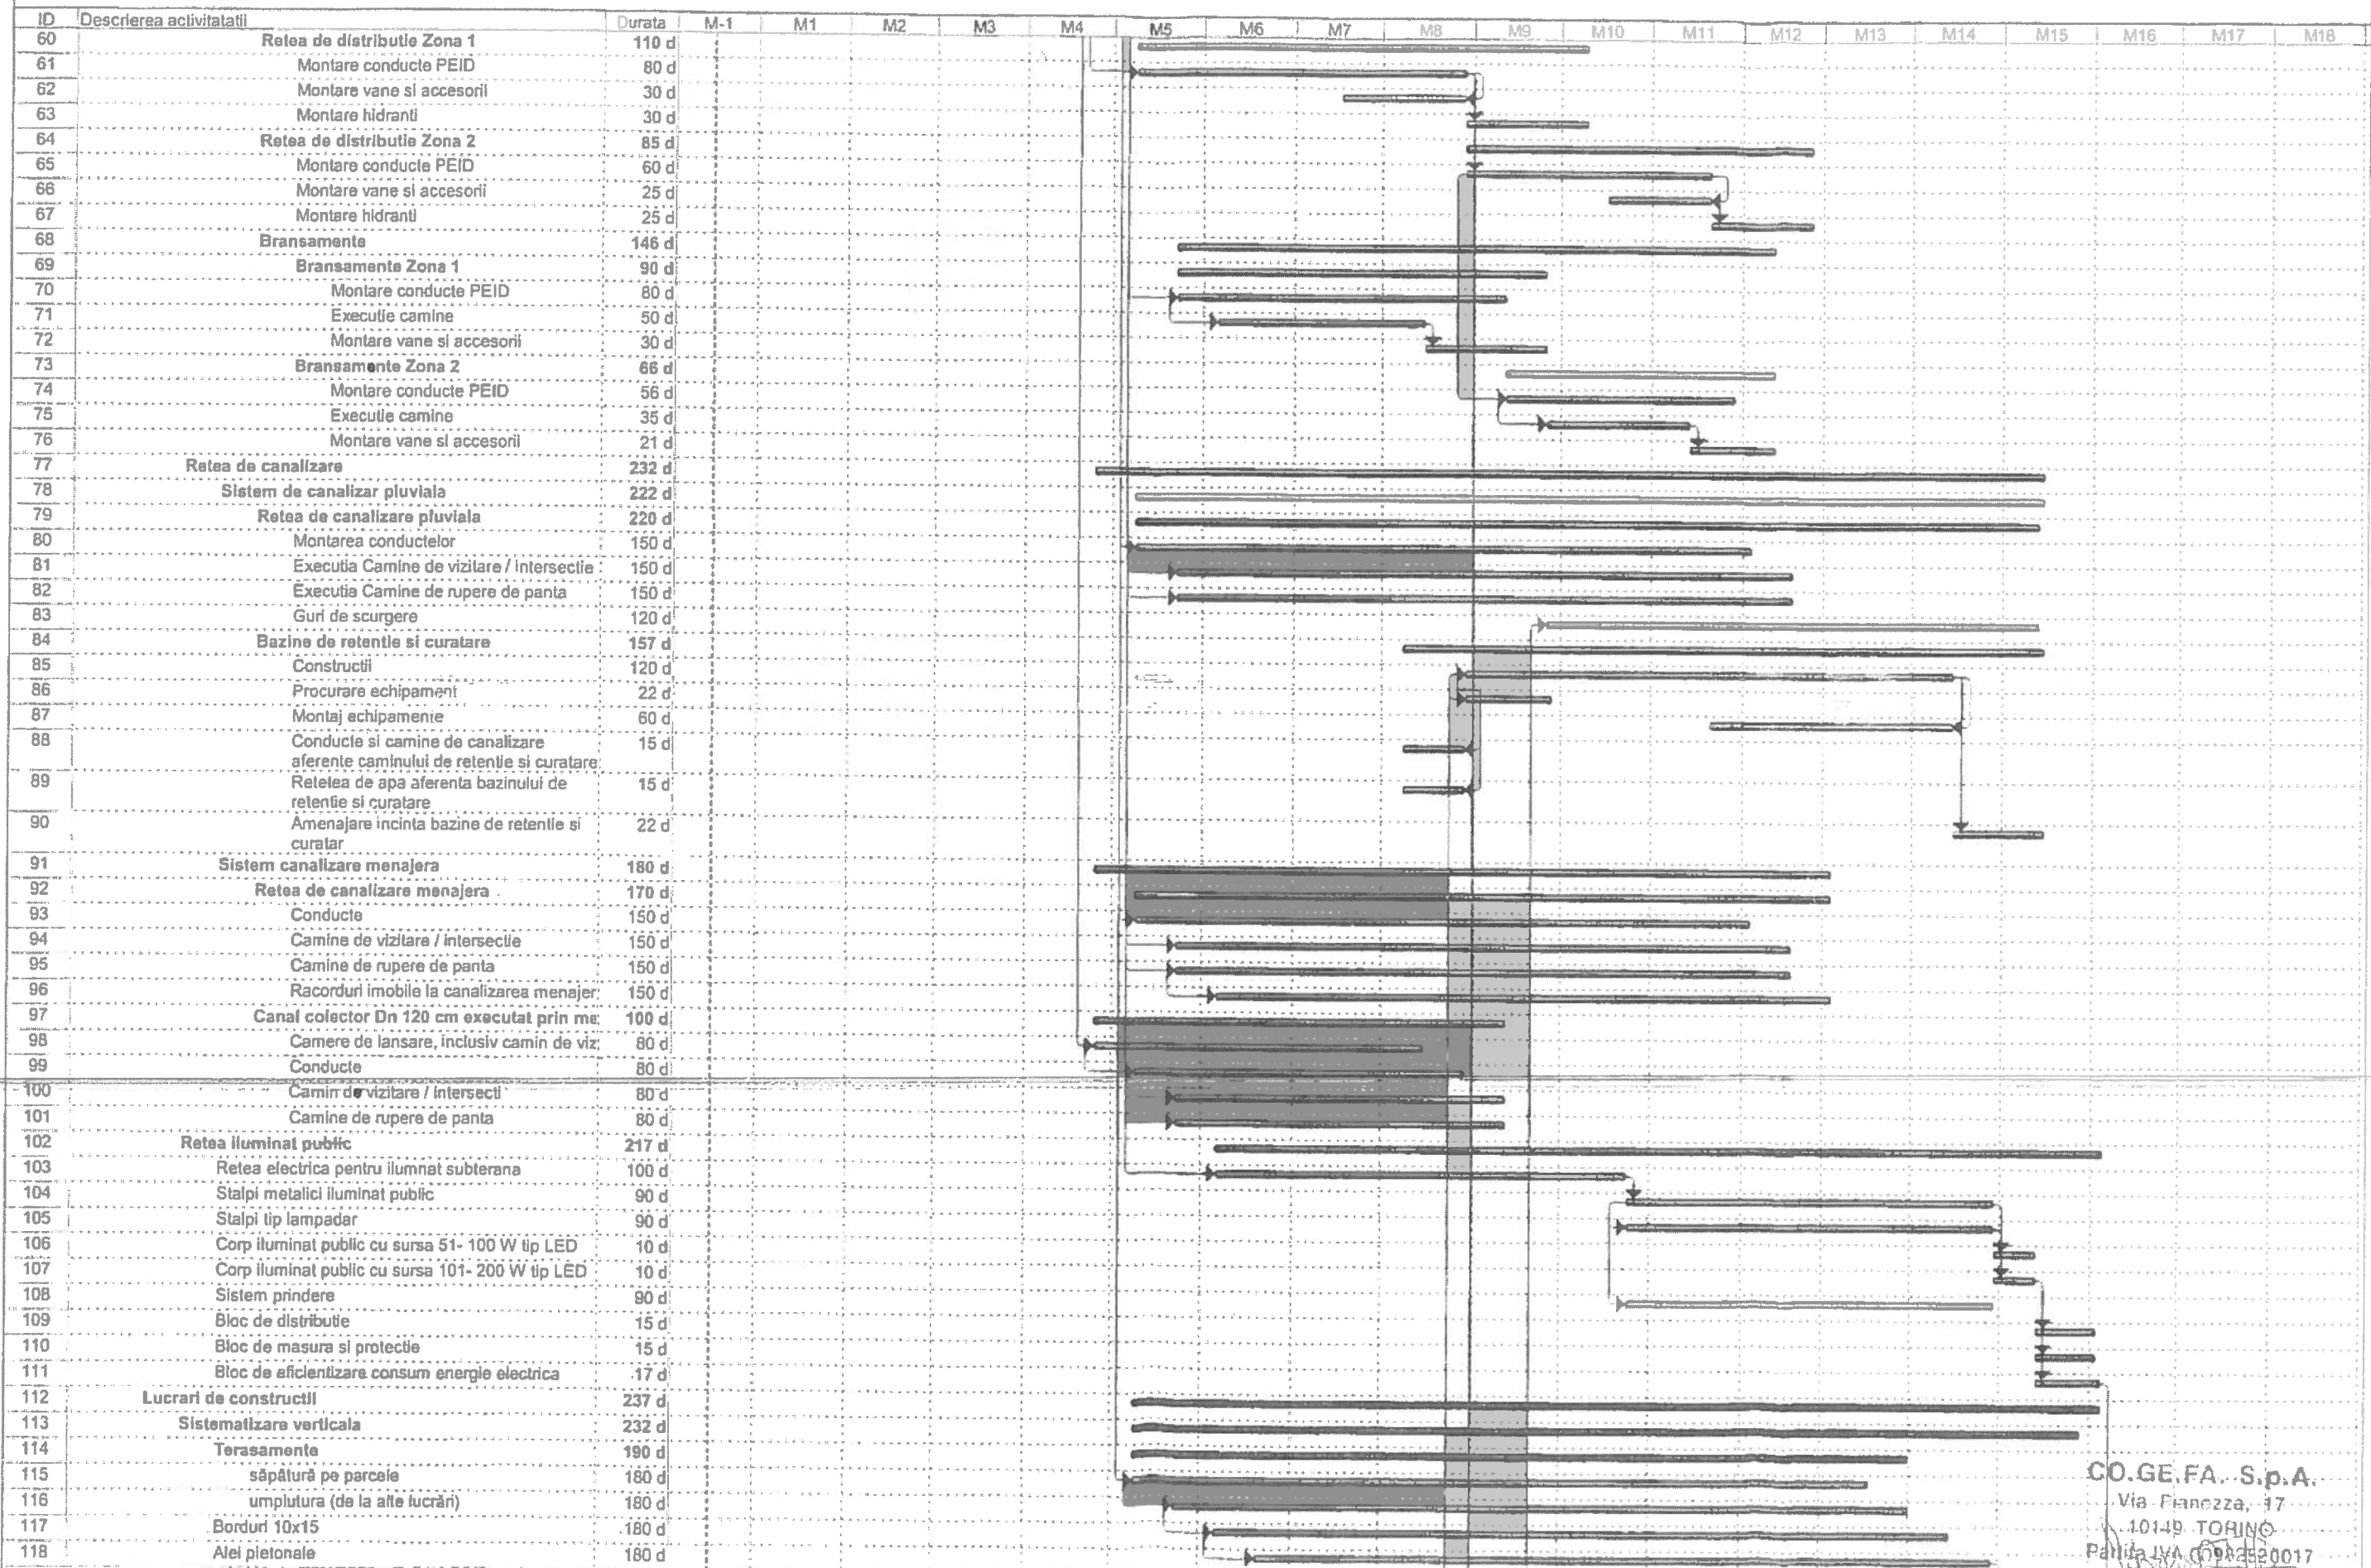 ID Descrierea activitatatii Durata M-1 M1 M2 M3 M4 M5 M6 M7 M8 M9 M10 M11 M12 M13 M14 M15 M16 M17 M18
60 Retea de distributie Zona 1 110 d
61 Montare conducte PEID 80 d
62 Montare vane si accesorii 30 d
63 Montare hidranti 30 d
64 Retea de distributie Zona 2 85 d
65 Montare conducte PEID 60 d
66 Montare vane si accesorii 25 d
67 Montare hidranti 25 d
68 Bransamente 146 d
69 Bransamente Zona 1 90 d
70 Montare conducte PEID 80 d
71 Executie camine 50 d
72 Montare vane si accesorii 30 d
73 Bransamente Zona 2 66 d
74 Montare conducte PEID 56 d
75 Executie camine 35 d
76 Montare vane si accesorii 21 d
77 Retea de canalizare 232 d
78 Sistem de canalizar pluviala 222 d
79 Retea de canalizare pluviala 220 d
80 Montarea conductelor 150 d
81 Executia Camine de vizitare / intersectie 150 d
82 Executia Camine de rupere de panta 150 d
83 Guri de scurgere 120 d
84 Bazine de retentie si curatare 157 d
85 Constructii 120 d
86 Procurare echipament 22 d
87 Montaj echipamente 60 d
88 Conducte si camine de canalizare 15 d
aferente caminului de retentie si curatare
89 Retelea de apa aferenta bazinului de 15 d
retentie si curatare
90 Amenajare incinta bazine de retentie si 22 d
curatar
91 Sistem canalizare menajera 180 d
92 Retea de canalizare menajera 170 d
93 Conducte 150 d
94 Camine de vizitare / intersectie 150 d
95 Camine de rupere de panta 150 d
96 Racorduri imobile la canalizarea menajer 150 d
97 Canal colector Dn 120 cm executat prin me 100 d
98 Camere de lansare, inclusiv camin de viz 80 d
99 Conducte 80 d
100 Camin de vizitare / intersecti 80 d
101 Camine de rupere de panta 80 d
102 Retea iluminat public 217 d
103 Retea electrica pentru ilumnat subterana 100 d
104 Stalpi metalici iluminat public 90 d
105 Stalpi tip lampadar 90 d
106 Corp iluminat public cu sursa 51- 100 W tip LED 10 d
107 Corp iluminat public cu sursa 101- 200 W tip LED 10 d
108 Sistem prindere 90 d
109 Bloc de distributie 15 d
110 Bloc de masura si protectie 15 d
111 Bloc de eficientizare consum energie electrica 17 d
112 Lucrari de constructii 237 d
113 Sistematizare verticala 232 d
114 Terasamente 190 d
115 săpătură pe parcele 180 d
116 umplutura (de la alte lucrări) 180 d
117 Borduri 10x15 180 d
118 Alei pietonale 180 d
CO.GE.FA. S.p.A.
Via Pianezza, 17
10149 TORINO